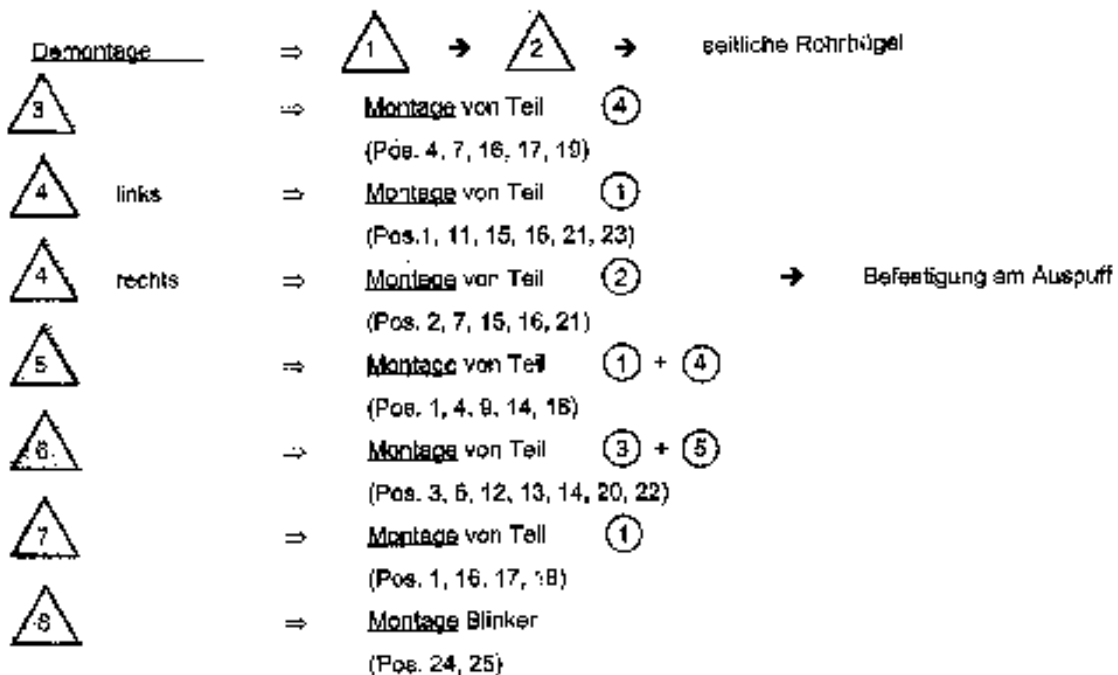 Demontage ⇒ 1 → 2 → seitliche Rohrbügel
3 ⇒ Montage von Teil 4
(Pos. 4, 7, 16, 17, 19)
4 links ⇒ Montage von Teil 1
(Pos.1, 11, 15, 16, 21, 23)
4 rechts ⇒ Montage von Teil 2 → Befestigung am Auspuff
(Pos. 2, 7, 15, 16, 21)
5 ⇒ Montage von Teil 1 + 4
(Pos. 1, 4, 9, 14, 16)
6 ⇒ Montage von Teil 3 + 5
(Pos. 3, 5, 12, 13, 14, 20, 22)
7 ⇒ Montage von Teil 1
(Pos. 1, 16, 17, 18)
8 ⇒ Montage Blinker
(Pos. 24, 25)